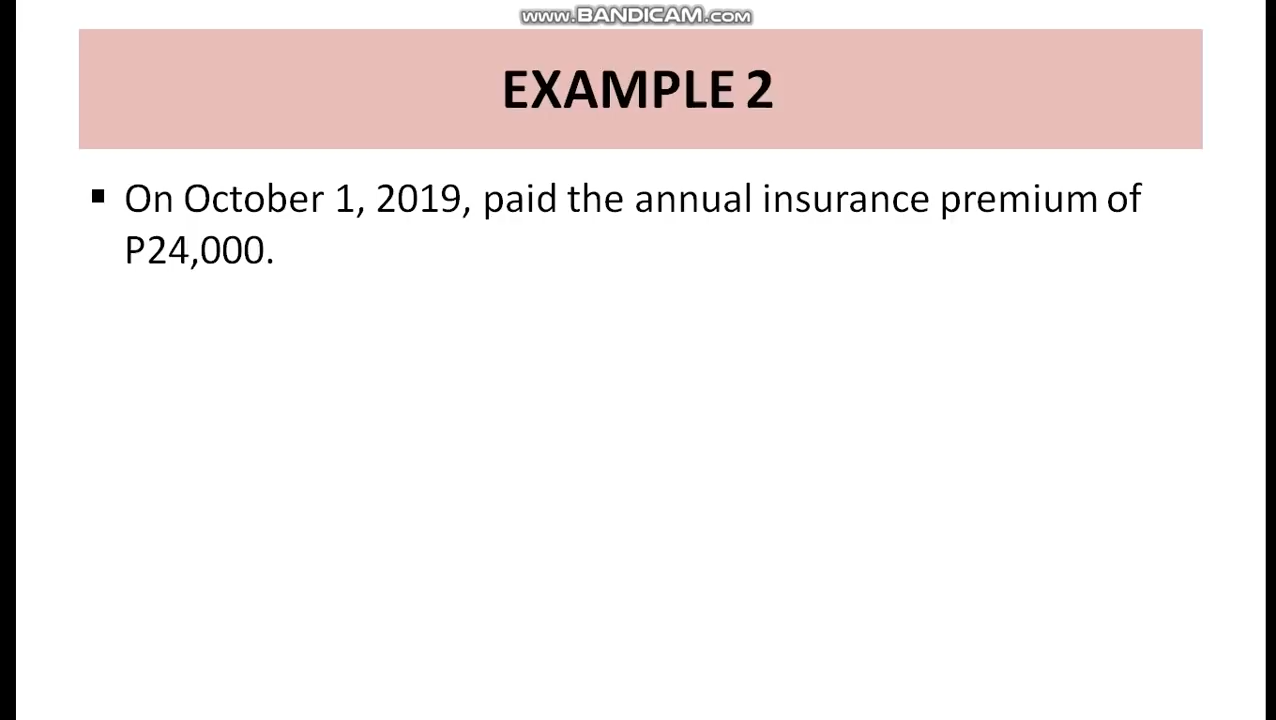 www.BANDICAM.com
EXAMPLE 2
▪ On October 1, 2019, paid the annual insurance premium of
P24,000.